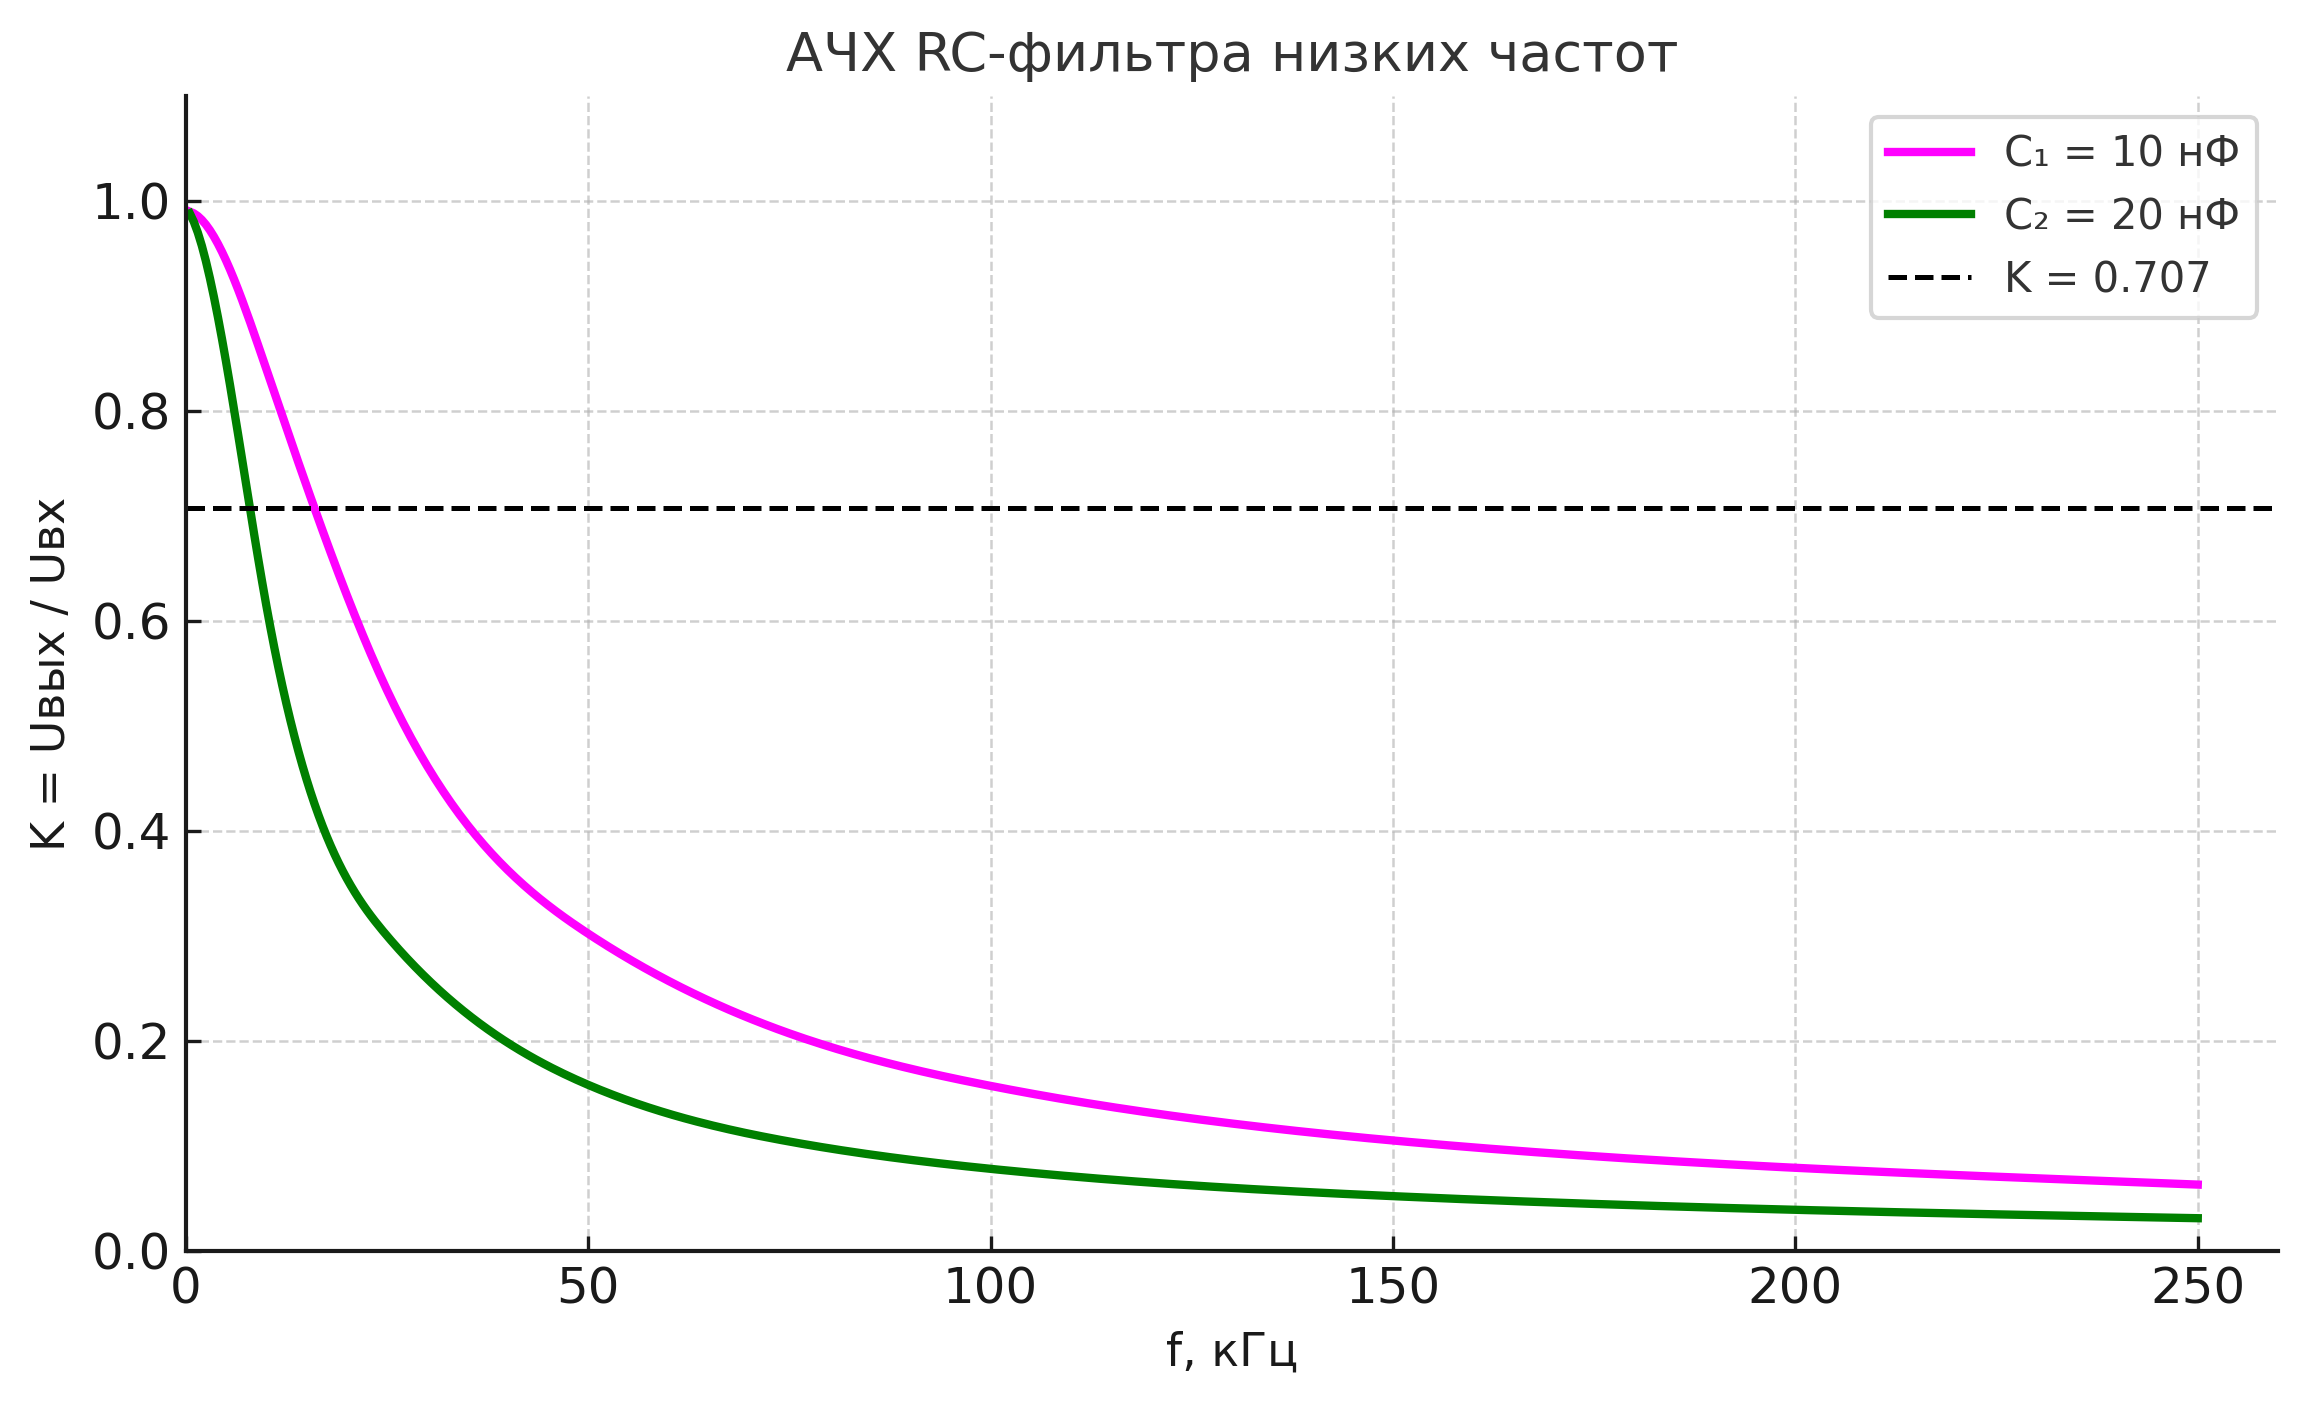 АЧХ RC-фильтра низких частот
C₁ = 10 нФ
C₂ = 20 нФ
K = 0.707
K = Uвых / Uвх
1.0
0.8
0.6
0.4
0.2
0.0
0 50 100 150 200 250
f, кГц